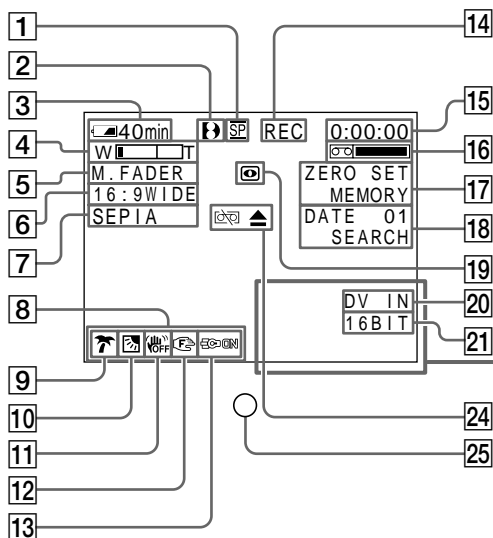 1
14
2
3
15
40min
SP
REC
0:00:00
4
W T
16
5
M.FADER
ZERO SET
MEMORY
17
6
16:9WIDE
7
SEPIA
DATE 01
SEARCH
18
19
8
DV IN
20
16BIT
21
OFF
F
ON
9
10
24
11
25
12
13